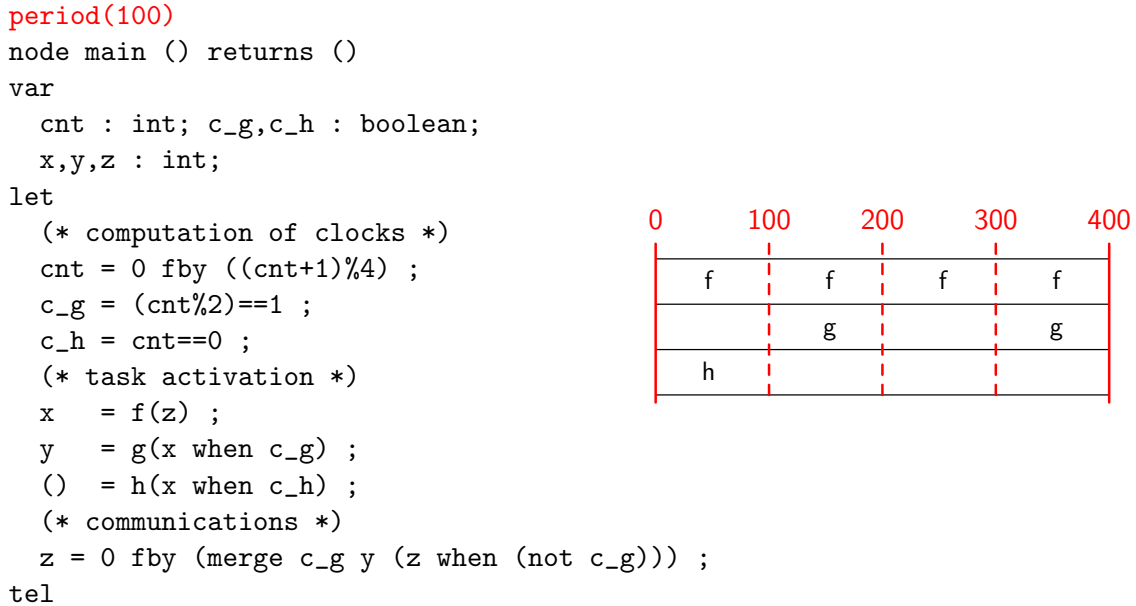 period(100)
node main () returns ()
var
  cnt : int; c_g,c_h : boolean;
  x,y,z : int;
let
  (* computation of clocks *)
  cnt = 0 fby ((cnt+1)%4) ;
  c_g = (cnt%2)==1 ;
  c_h = cnt==0 ;
  (* task activation *)
  x   = f(z) ;
  y   = g(x when c_g) ;
  ()  = h(x when c_h) ;
  (* communications *)
  z = 0 fby (merge c_g y (z when (not c_g))) ;
tel
0 100 200 300 400
f f f f
g g
h